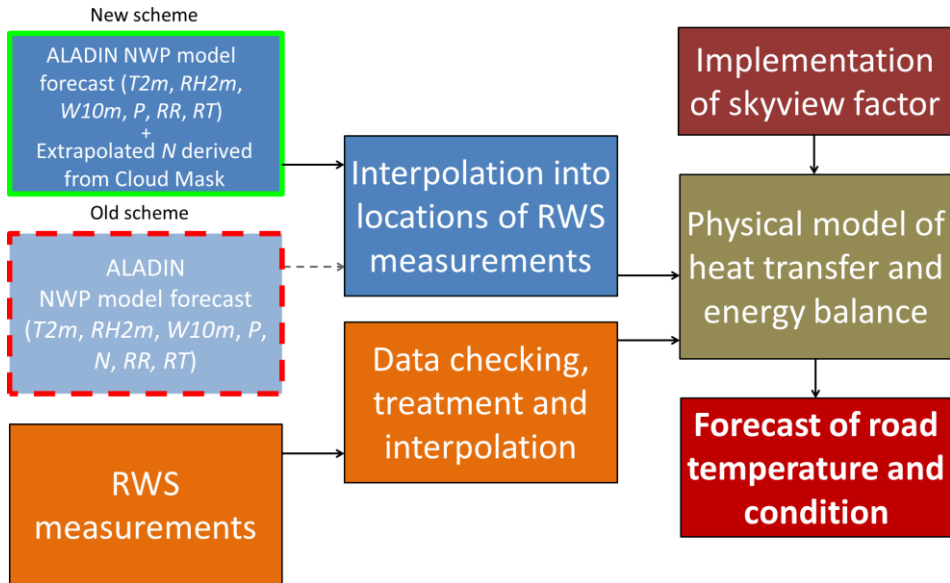 New scheme
ALADIN NWP model
forecast (T2m, RH2m,
W10m, P, RR, RT)
+
Extrapolated N derived
from Cloud Mask
Old scheme
ALADIN
NWP model forecast
(T2m, RH2m, W10m, P,
N, RR, RT)
RWS
measurements
Interpolation into
locations of RWS
measurements
Data checking,
treatment and
interpolation
Implementation
of skyview factor
Physical model of
heat transfer and
energy balance
Forecast of road
temperature and
condition